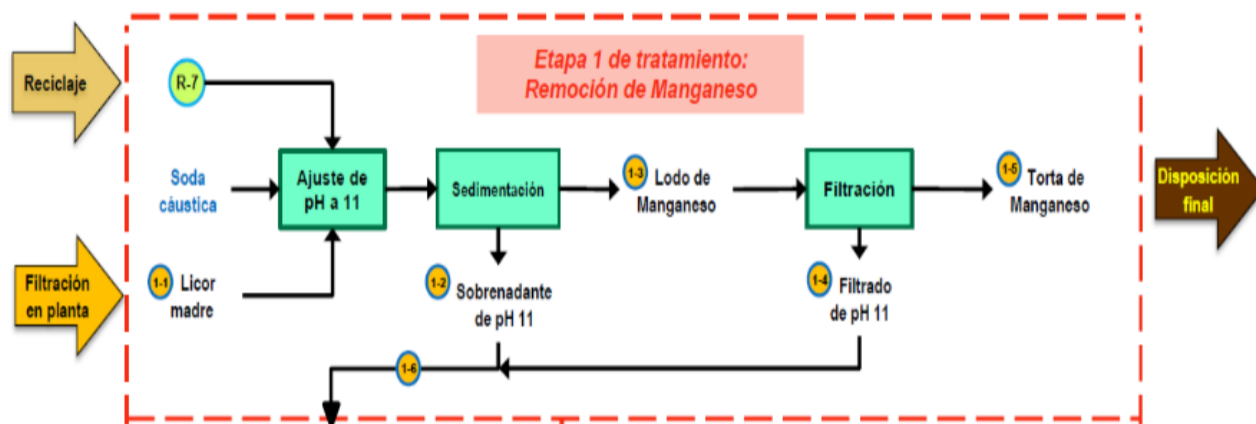 Etapa 1 de tratamiento:
Remoción de Manganeso
Reciclaje
R-7
Soda
cáustica
Ajuste de
pH a 11
Sedimentación
1-3 Lodo de
Manganeso
Filtración
1-5 Torta de
Manganeso
Disposición
final
Filtración
en planta
1-1 Licor
madre
1-2
Sobrenadante
de pH 11
1-4 Filtrado
de pH 11
1-6